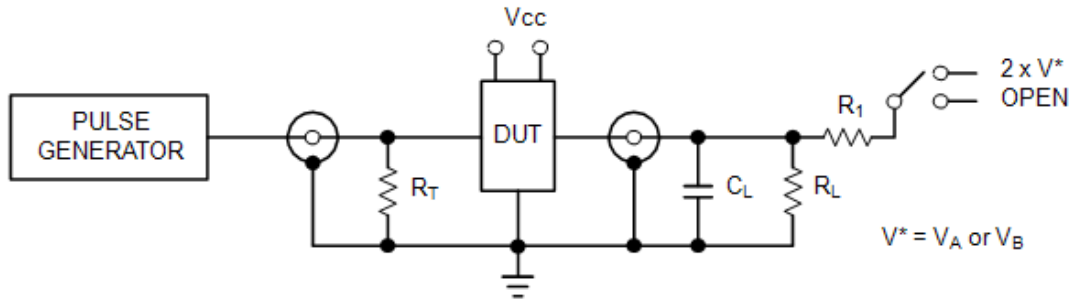 Vcc
2 x V*
OPEN
R1
PULSE
GENERATOR
DUT
RT
CL
RL
V* = VA or VB